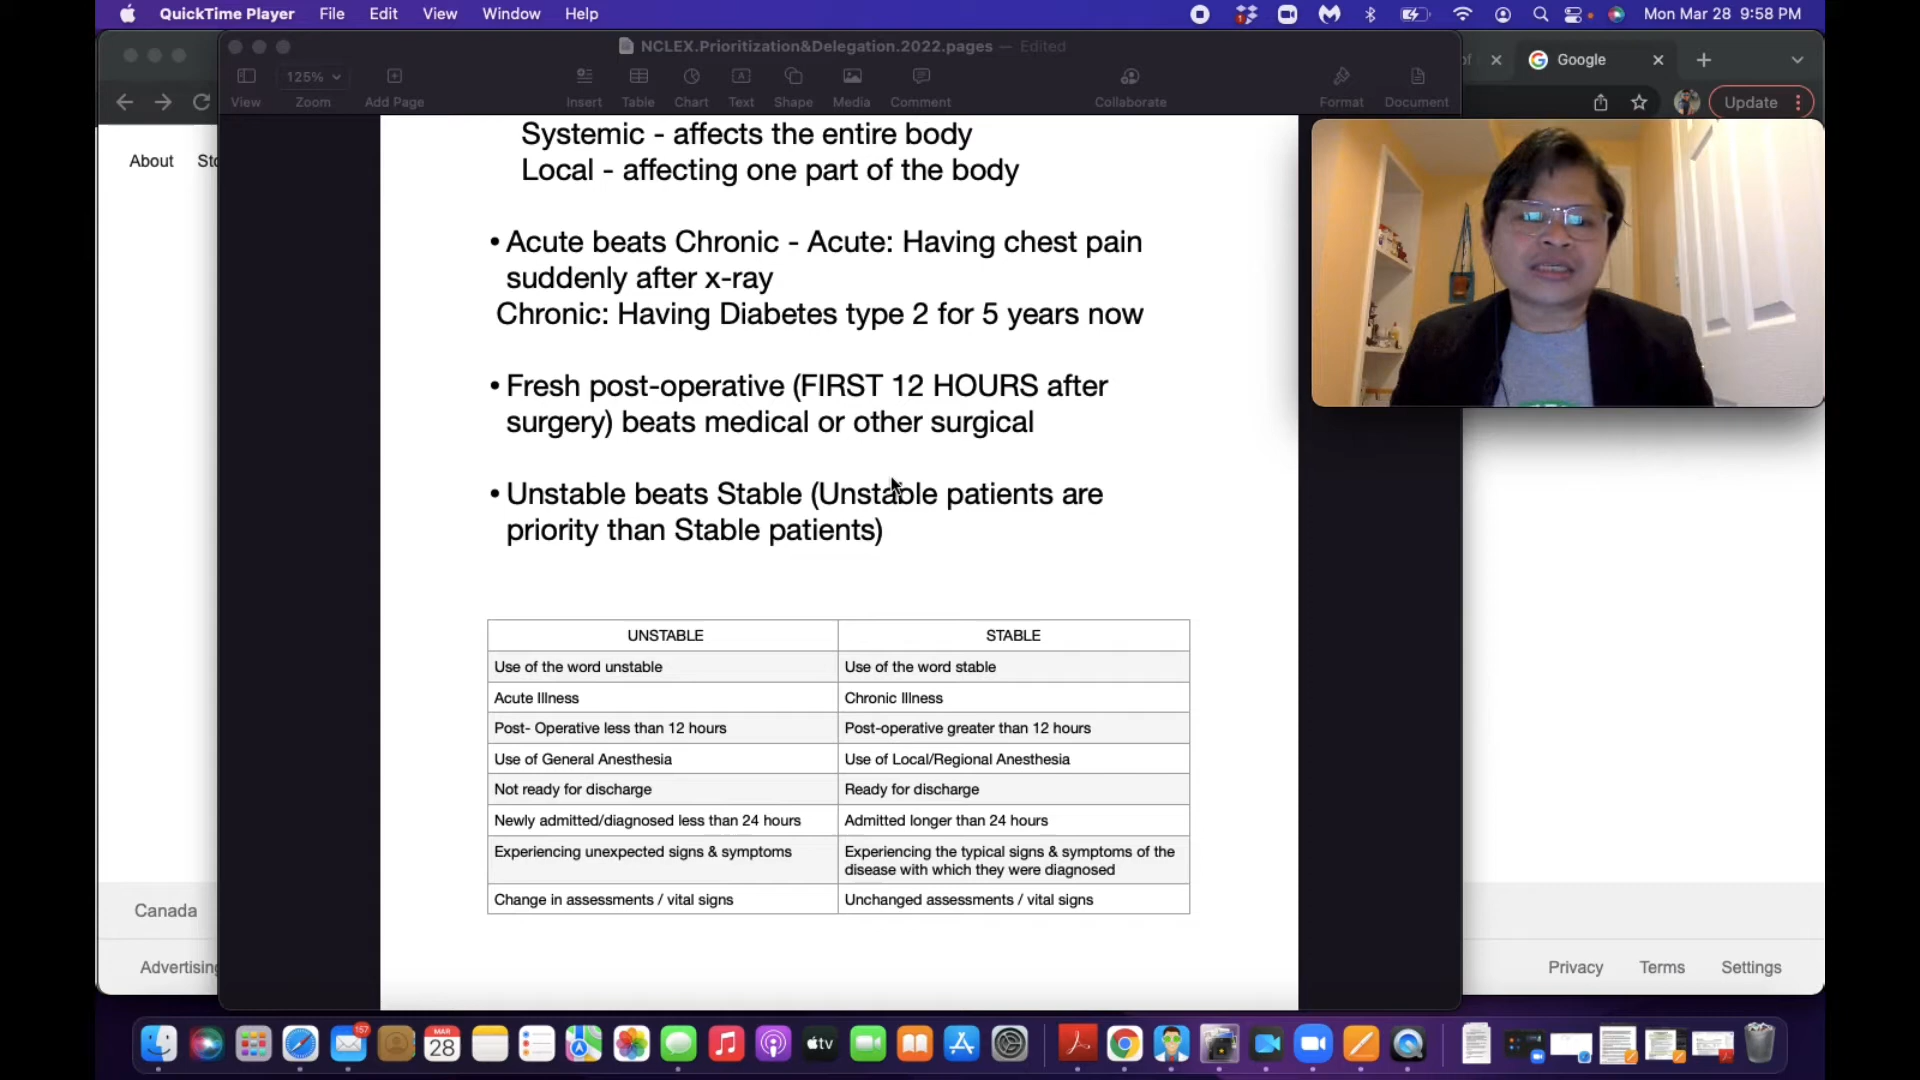 QuickTime Player File Edit View Window Help
Mon Mar 28 9:58 PM
NCLEX.Prioritization&Delegation.2022.pages — Edited
Google
125%
View Zoom Add Page
Insert Table Chart Text Shape Media Comment
Collaborate
Format Document
Update
About
Systemic - affects the entire body
Local - affecting one part of the body
• Acute beats Chronic - Acute: Having chest pain
suddenly after x-ray
Chronic: Having Diabetes type 2 for 5 years now
• Fresh post-operative (FIRST 12 HOURS after
surgery) beats medical or other surgical
• Unstable beats Stable (Unstable patients are
priority than Stable patients)
UNSTABLE STABLE
Use of the word unstable Use of the word stable
Acute Illness Chronic Illness
Post- Operative less than 12 hours Post-operative greater than 12 hours
Use of General Anesthesia Use of Local/Regional Anesthesia
Not ready for discharge Ready for discharge
Newly admitted/diagnosed less than 24 hours Admitted longer than 24 hours
Experiencing unexpected signs & symptoms Experiencing the typical signs & symptoms of the
disease with which they were diagnosed
Change in assessments / vital signs Unchanged assessments / vital signs
Canada
Advertising
Privacy Terms Settings
157
MAR
28
tv